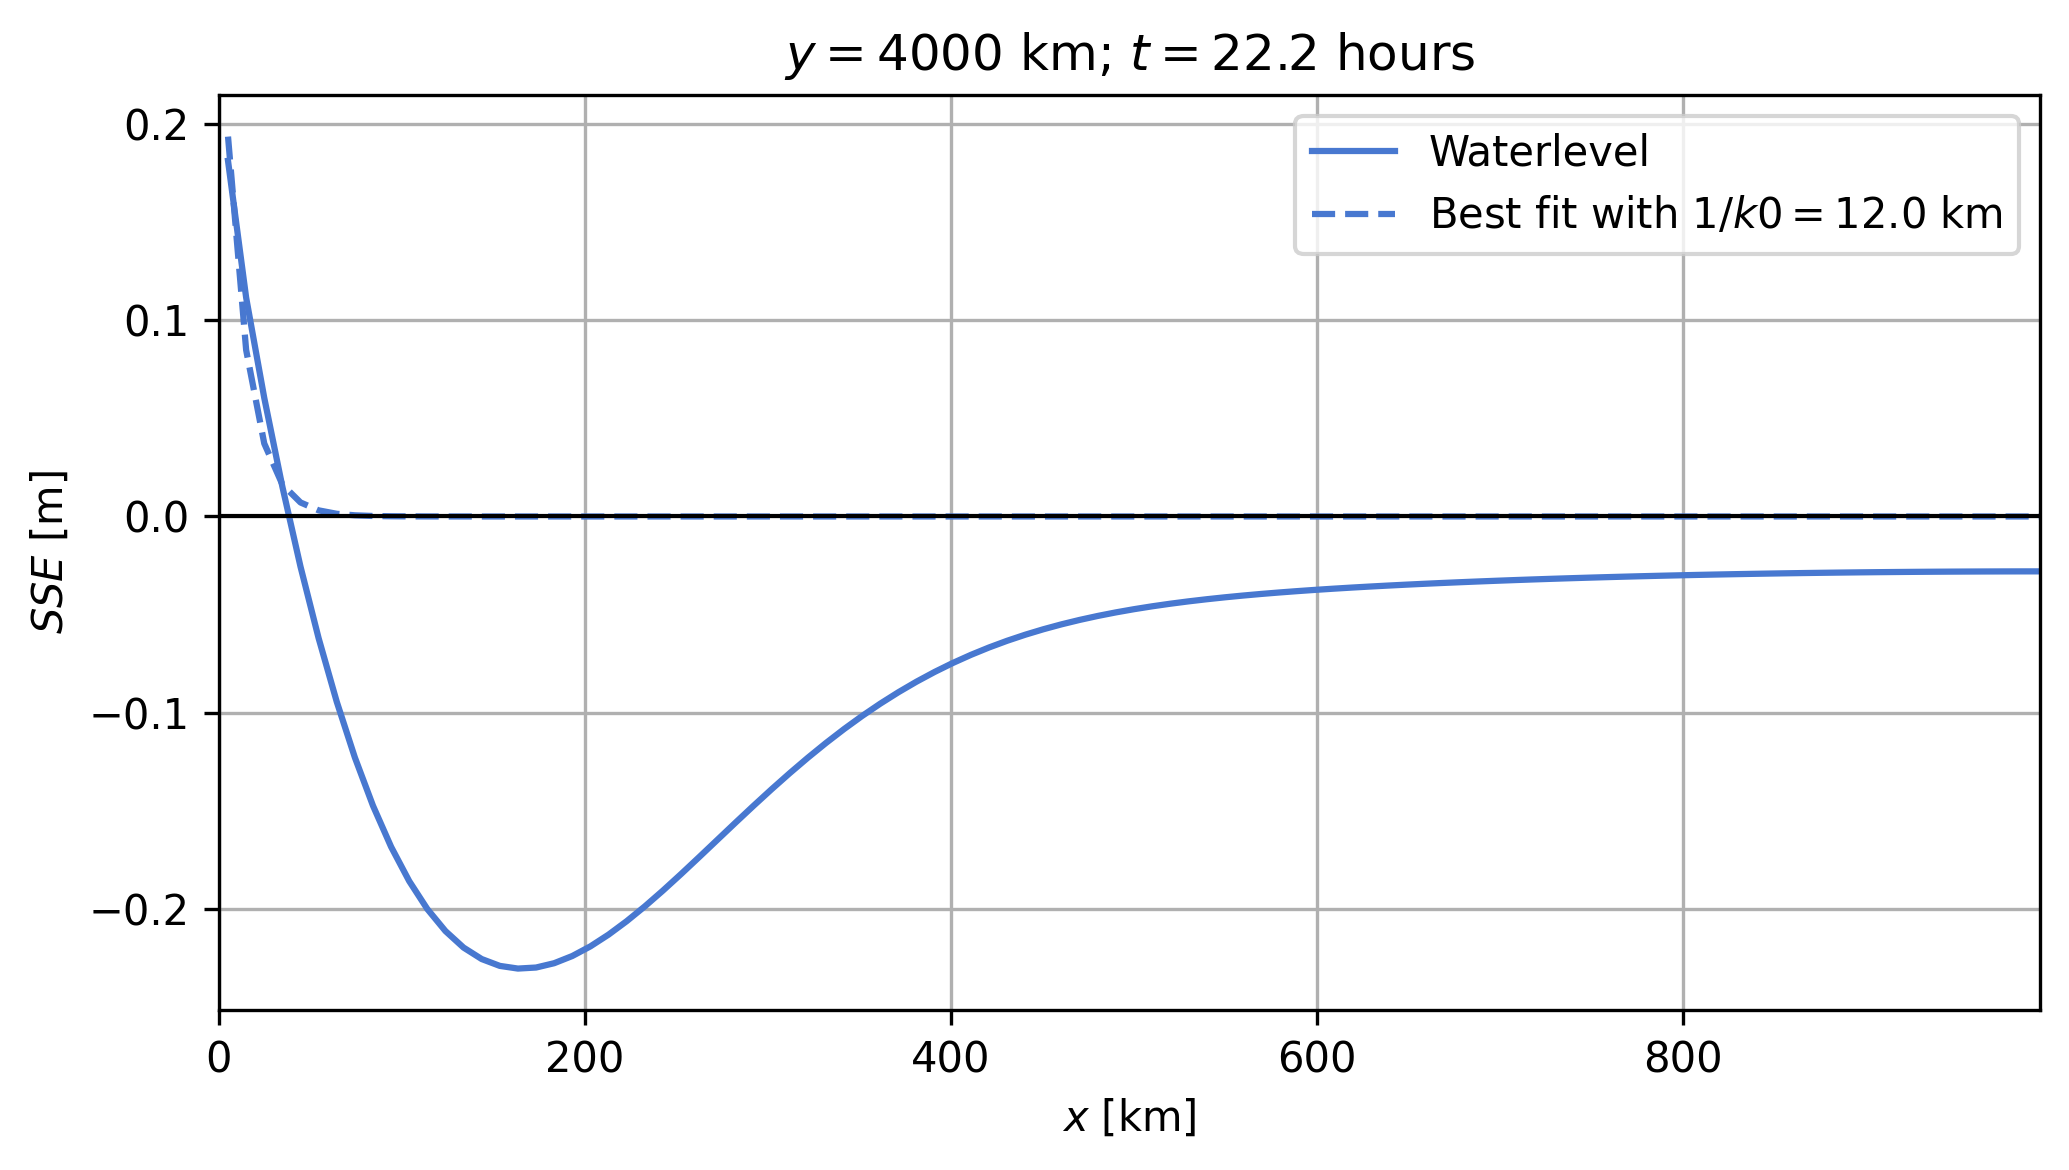 y = 4000 km; t = 22.2 hours
Waterlevel
Best fit with 1/k0 = 12.0 km
SSE [m]
0.2
0.1
0.0
−0.1
−0.2
0 200 400 600 800
x [km]